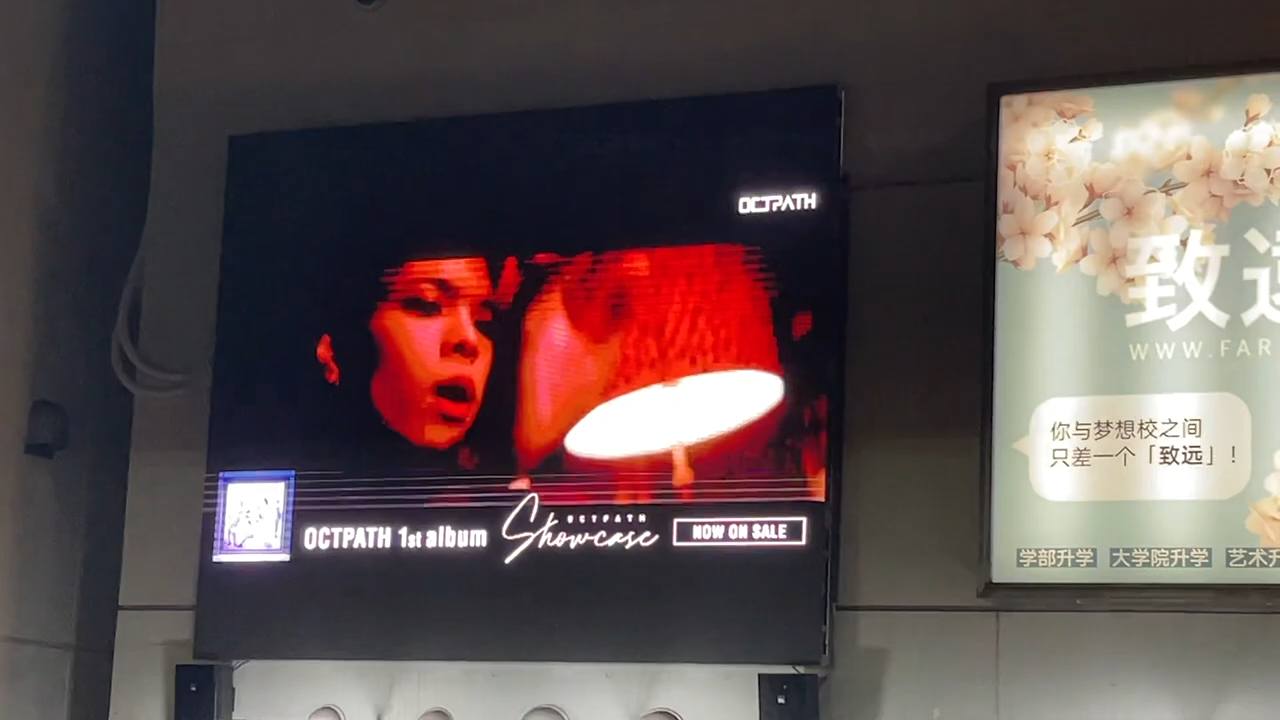 OCTPATH
OCTPATH 1st album
OCTPATH
Showcase
NOW ON SALE
致远
WWW.FAR
你与梦想校之间
只差一个「致远」!
学部升学 大学院升学 艺术升